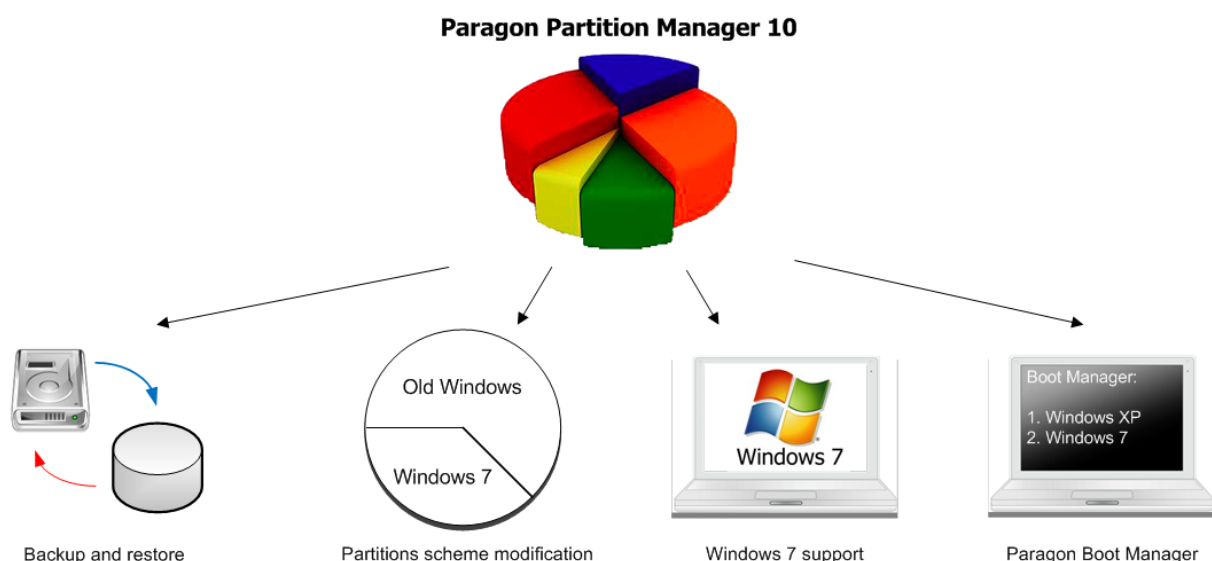 Paragon Partition Manager 10
Old Windows
Windows 7
Windows 7
Boot Manager:
1. Windows XP
2. Windows 7
Backup and restore
Partitions scheme modification
Windows 7 support
Paragon Boot Manager